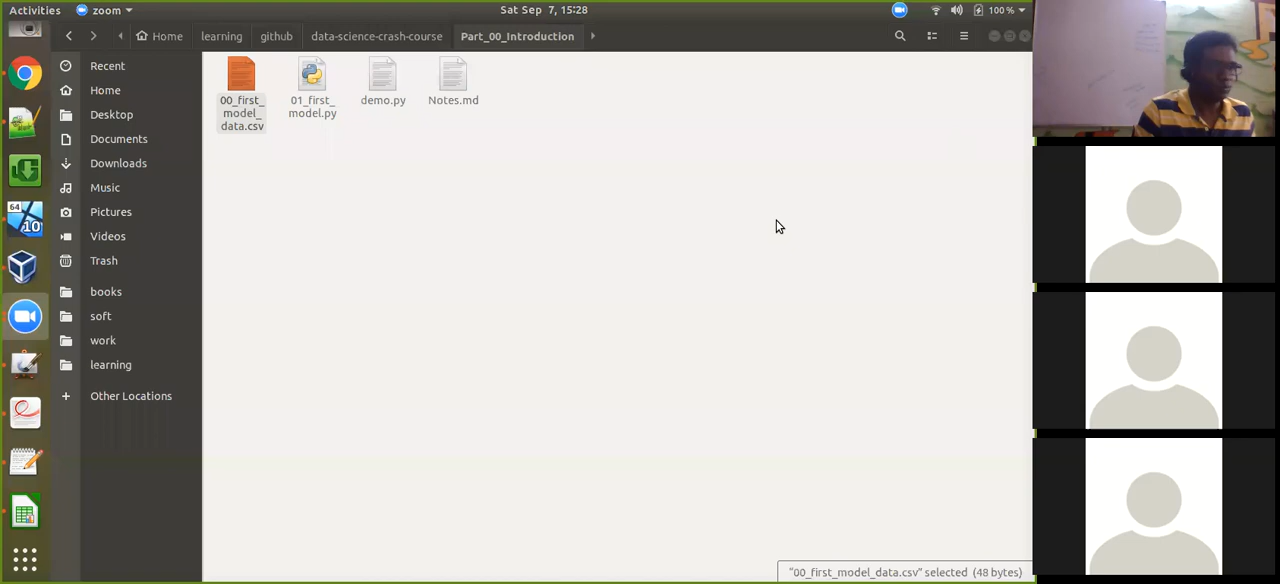 Activities zoom Sat Sep 7, 15:28 100 %
Home learning github data-science-crash-course Part_00_Introduction
Recent
Home
Desktop
Documents
Downloads
Music
Pictures
Videos
Trash
books
soft
work
learning
+ Other Locations
00_first_
model_
data.csv
01_first_
model.py
demo.py
Notes.md
64
10
"00_first_model_data.csv" selected (48 bytes)